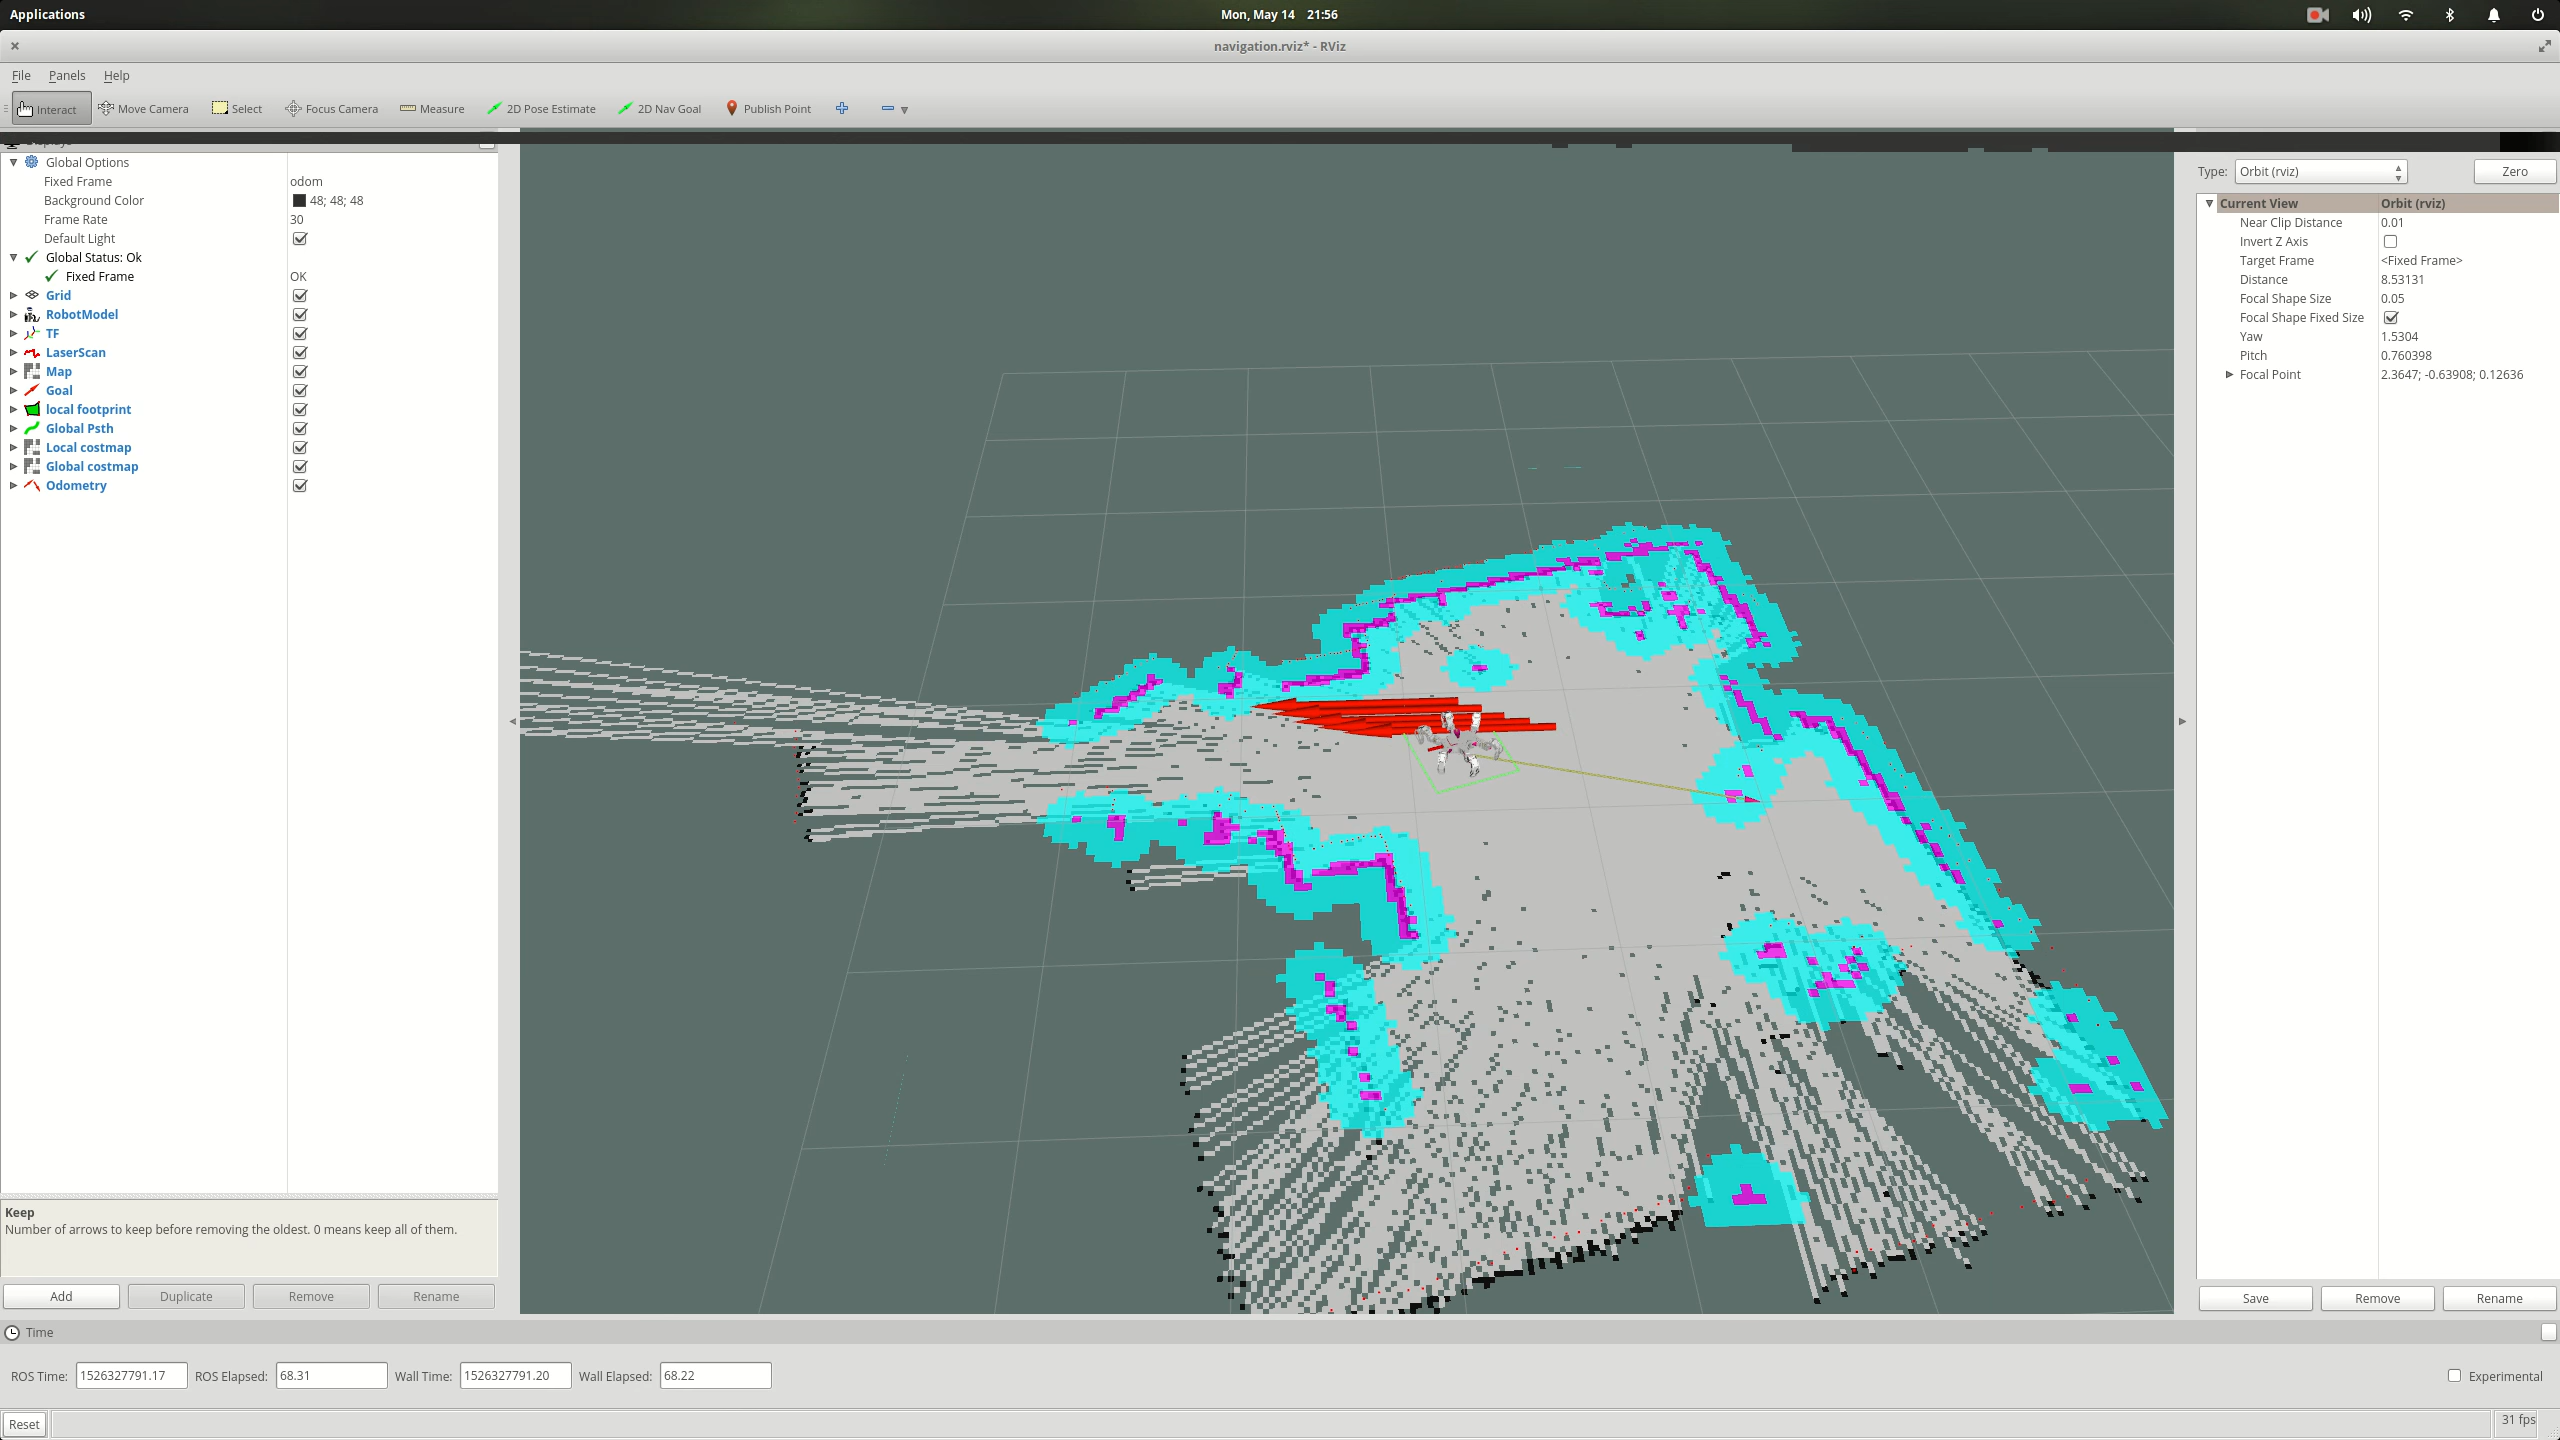 Applications
Mon, May 14 21:56
navigation.rviz* - RViz
File Panels Help
Interact Move Camera Select Focus Camera Measure 2D Pose Estimate 2D Nav Goal Publish Point
Global Options
Fixed Frame odom
Background Color 48; 48; 48
Frame Rate 30
Default Light
Global Status: Ok
Fixed Frame OK
Grid
RobotModel
TF
LaserScan
Map
Goal
local footprint
Global Psth
Local costmap
Global costmap
Odometry
Keep
Number of arrows to keep before removing the oldest. 0 means keep all of them.
Add Duplicate Remove Rename
Type: Orbit (rviz) Zero
Current View Orbit (rviz)
Near Clip Distance 0.01
Invert Z Axis
Target Frame <Fixed Frame>
Distance 8.53131
Focal Shape Size 0.05
Focal Shape Fixed Size
Yaw 1.5304
Pitch 0.760398
Focal Point 2.3647; -0.63908; 0.12636
Save Remove Rename
Time
ROS Time: 1526327791.17 ROS Elapsed: 68.31 Wall Time: 1526327791.20 Wall Elapsed: 68.22 Experimental
Reset 31 fps